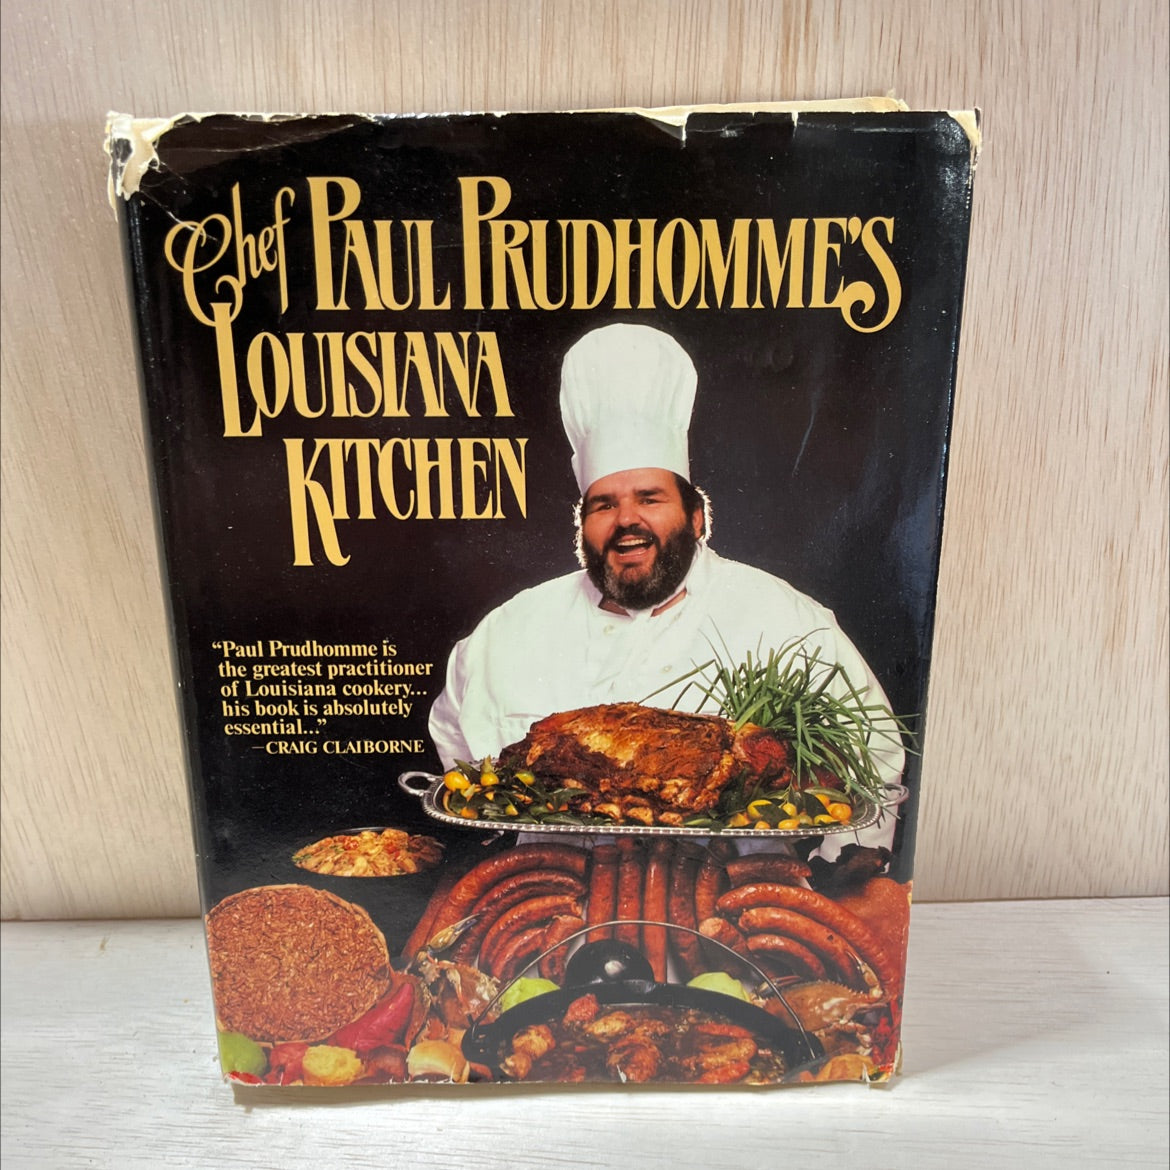 Chef PAUL PRUDHOMME'S
LOUISIANA
KITCHEN
“Paul Prudhomme is
the greatest practitioner
of Louisiana cookery...
his book is absolutely
essential...”
—CRAIG CLAIBORNE